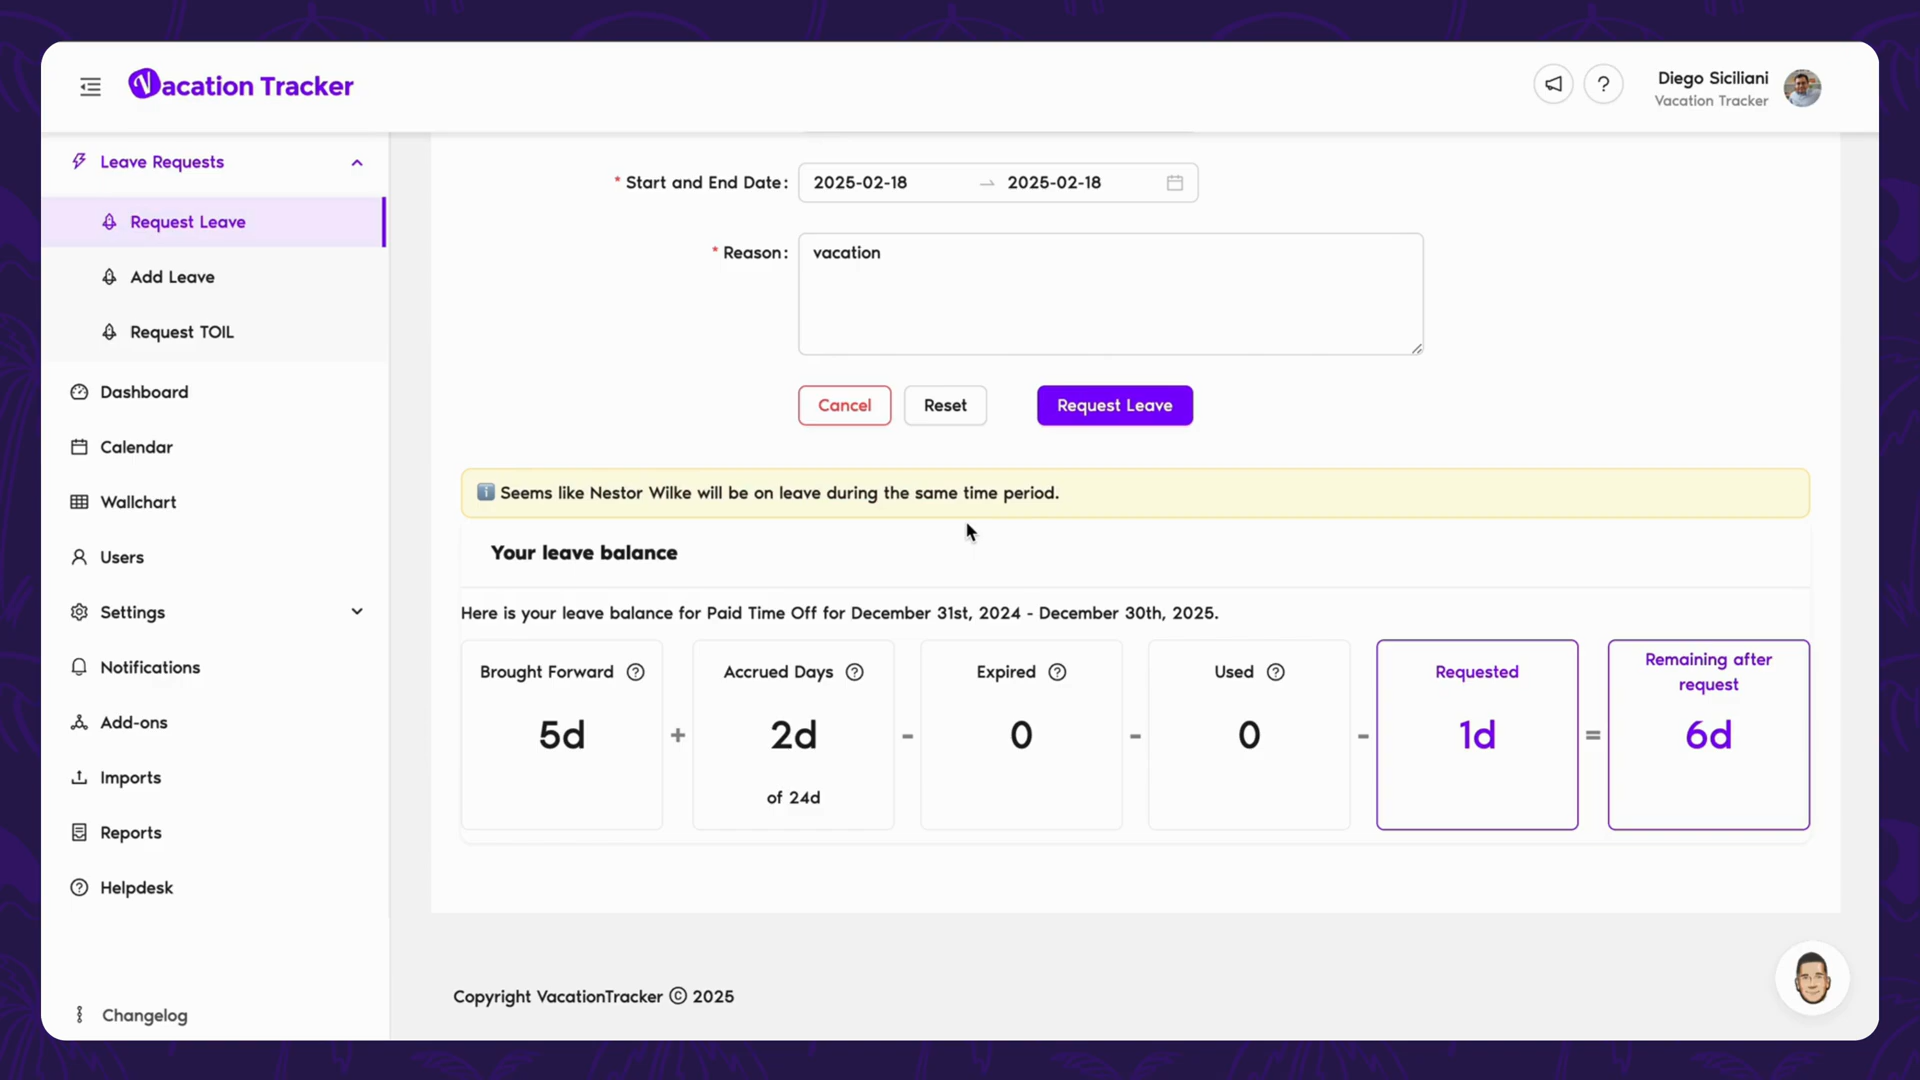 Vacation Tracker
Diego Siciliani
Vacation Tracker
Leave Requests
Request Leave
Add Leave
Request TOIL
Dashboard
Calendar
Wallchart
Users
Settings
Notifications
Add-ons
Imports
Reports
Helpdesk
Changelog
* Start and End Date: 2025-02-18 → 2025-02-18
* Reason: vacation
Cancel Reset Request Leave
Seems like Nestor Wilke will be on leave during the same time period.
Your leave balance
Here is your leave balance for Paid Time Off for December 31st, 2024 - December 30th, 2025.
Brought Forward ?
5d
+
Accrued Days ?
2d
of 24d
-
Expired ?
0
-
Used ?
0
-
Requested
1d
=
Remaining after
request
6d
Copyright VacationTracker © 2025